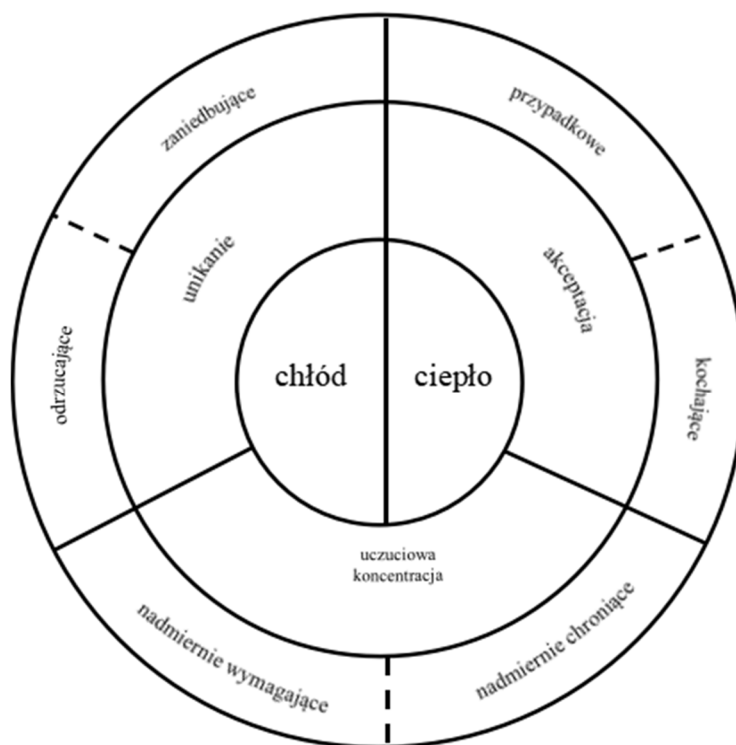 zaniedbujące
przypadkowe
unikanie
akceptacja
odrzucające
chłód
ciepło
kochające
uczuciowa
koncentracja
nadmiernie wymagające
nadmiernie chroniące